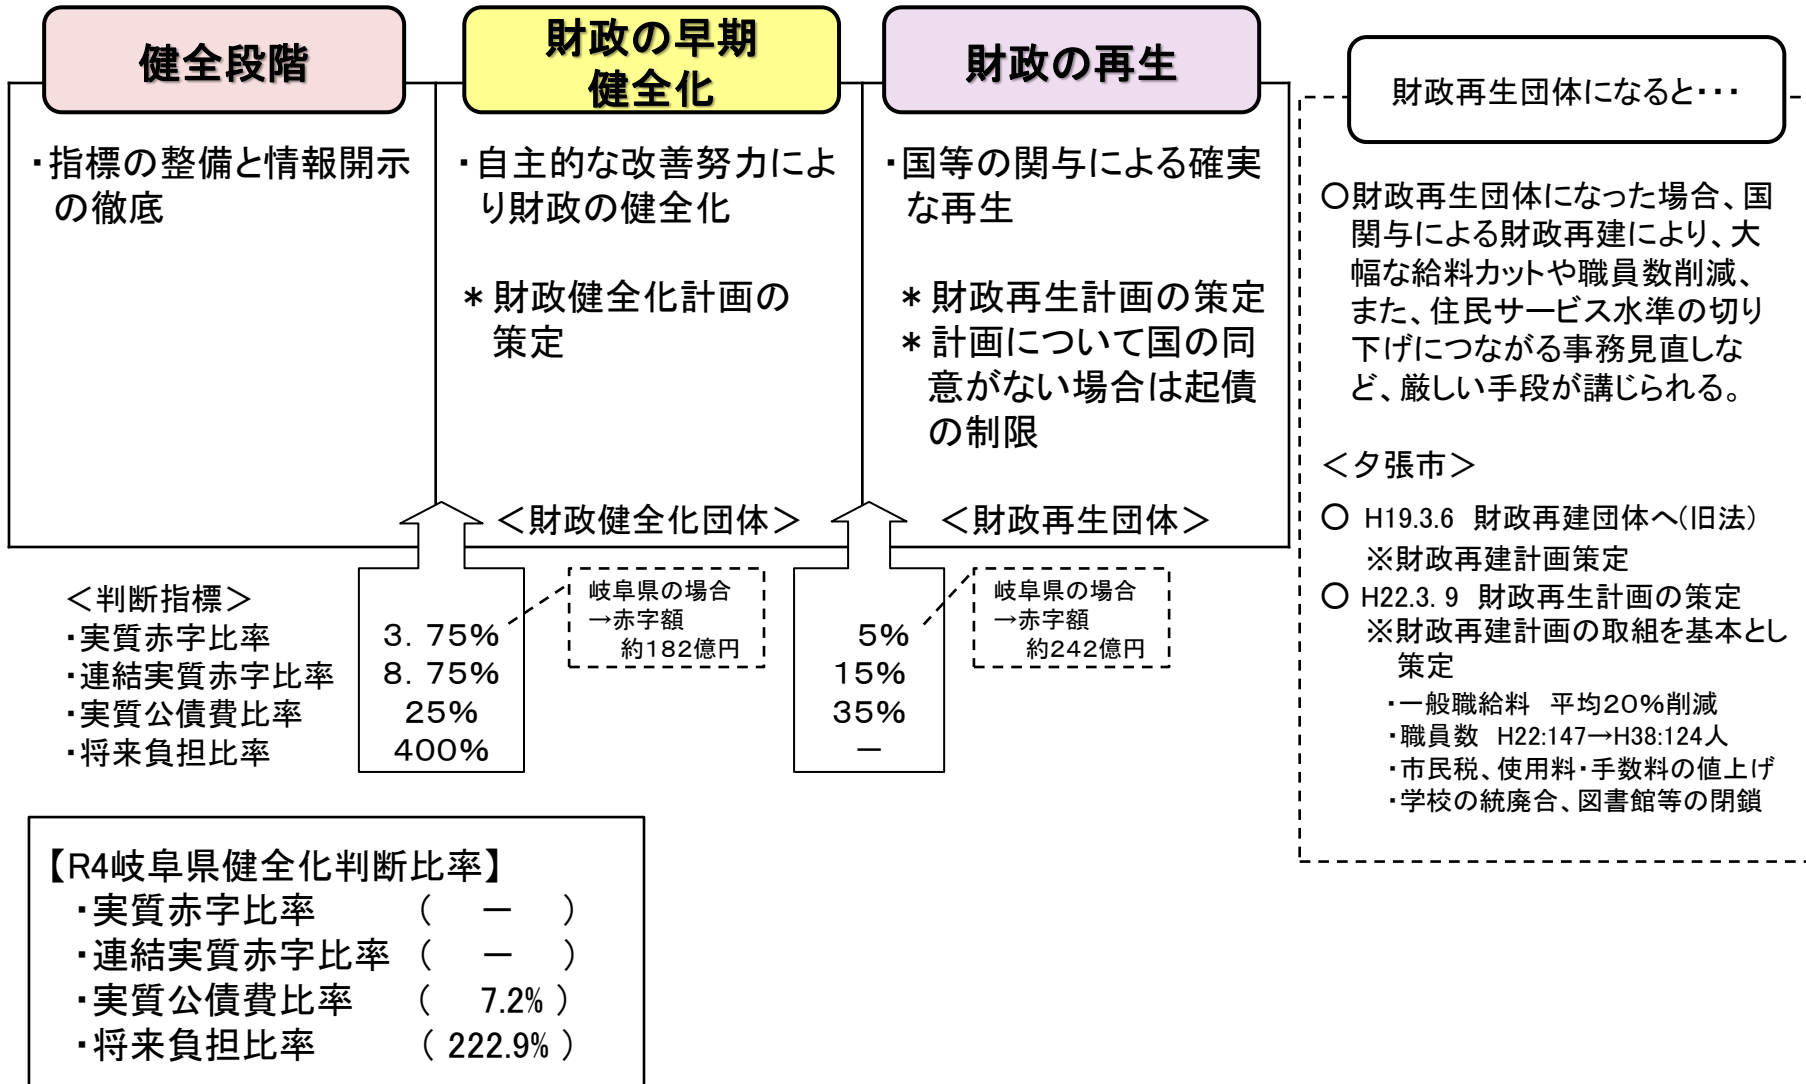 健全段階
・指標の整備と情報開示
の徹底
財政の早期
健全化
・自主的な改善努力によ
り財政の健全化
＊財政健全化計画の
策定
＜財政健全化団体＞
財政の再生
・国等の関与による確実
な再生
＊財政再生計画の策定
＊計画について国の同
意がない場合は起債
の制限
＜財政再生団体＞
＜判断指標＞
・実質赤字比率 3．75% 5%
・連結実質赤字比率 8．75% 15%
・実質公債費比率 25% 35%
・将来負担比率 400% －
岐阜県の場合
→赤字額
約182億円
岐阜県の場合
→赤字額
約242億円
【R4岐阜県健全化判断比率】
・実質赤字比率 （ － ）
・連結実質赤字比率 （ － ）
・実質公債費比率 （ 7.2% ）
・将来負担比率 （ 222.9% ）
財政再生団体になると・・・
○財政再生団体になった場合、国
関与による財政再建により、大
幅な給料カットや職員数削減、
また、住民サービス水準の切り
下げにつながる事務見直しな
ど、厳しい手段が講じられる。
＜夕張市＞
○ H19.3.6 財政再建団体へ(旧法)
※財政再建計画策定
○ H22.3. 9 財政再生計画の策定
※財政再建計画の取組を基本とし
策定
・一般職給料 平均20%削減
・職員数 H22:147→H38:124人
・市民税、使用料・手数料の値上げ
・学校の統廃合、図書館等の閉鎖